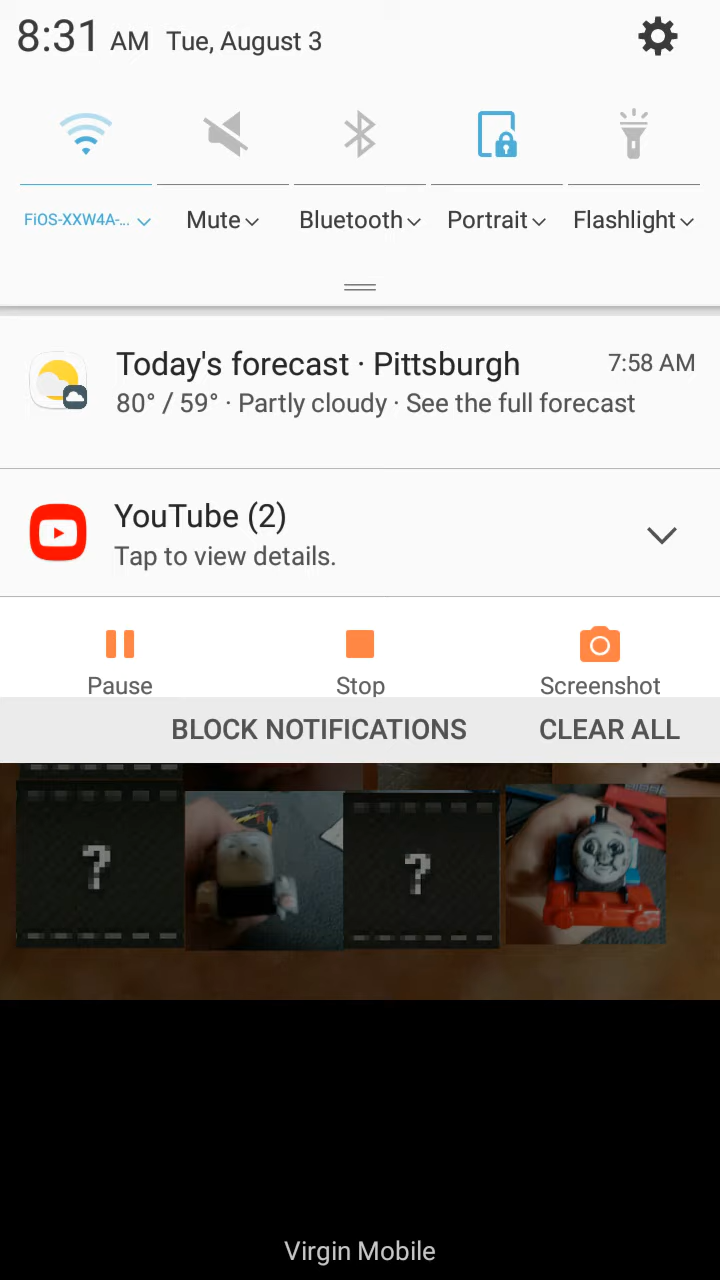 8:31 AM Tue, August 3
FiOS-XXW4A-... Mute Bluetooth Portrait Flashlight
Today's forecast · Pittsburgh 7:58 AM
80° / 59° · Partly cloudy · See the full forecast
YouTube (2)
Tap to view details.
Pause Stop Screenshot
BLOCK NOTIFICATIONS CLEAR ALL
? ?
Virgin Mobile